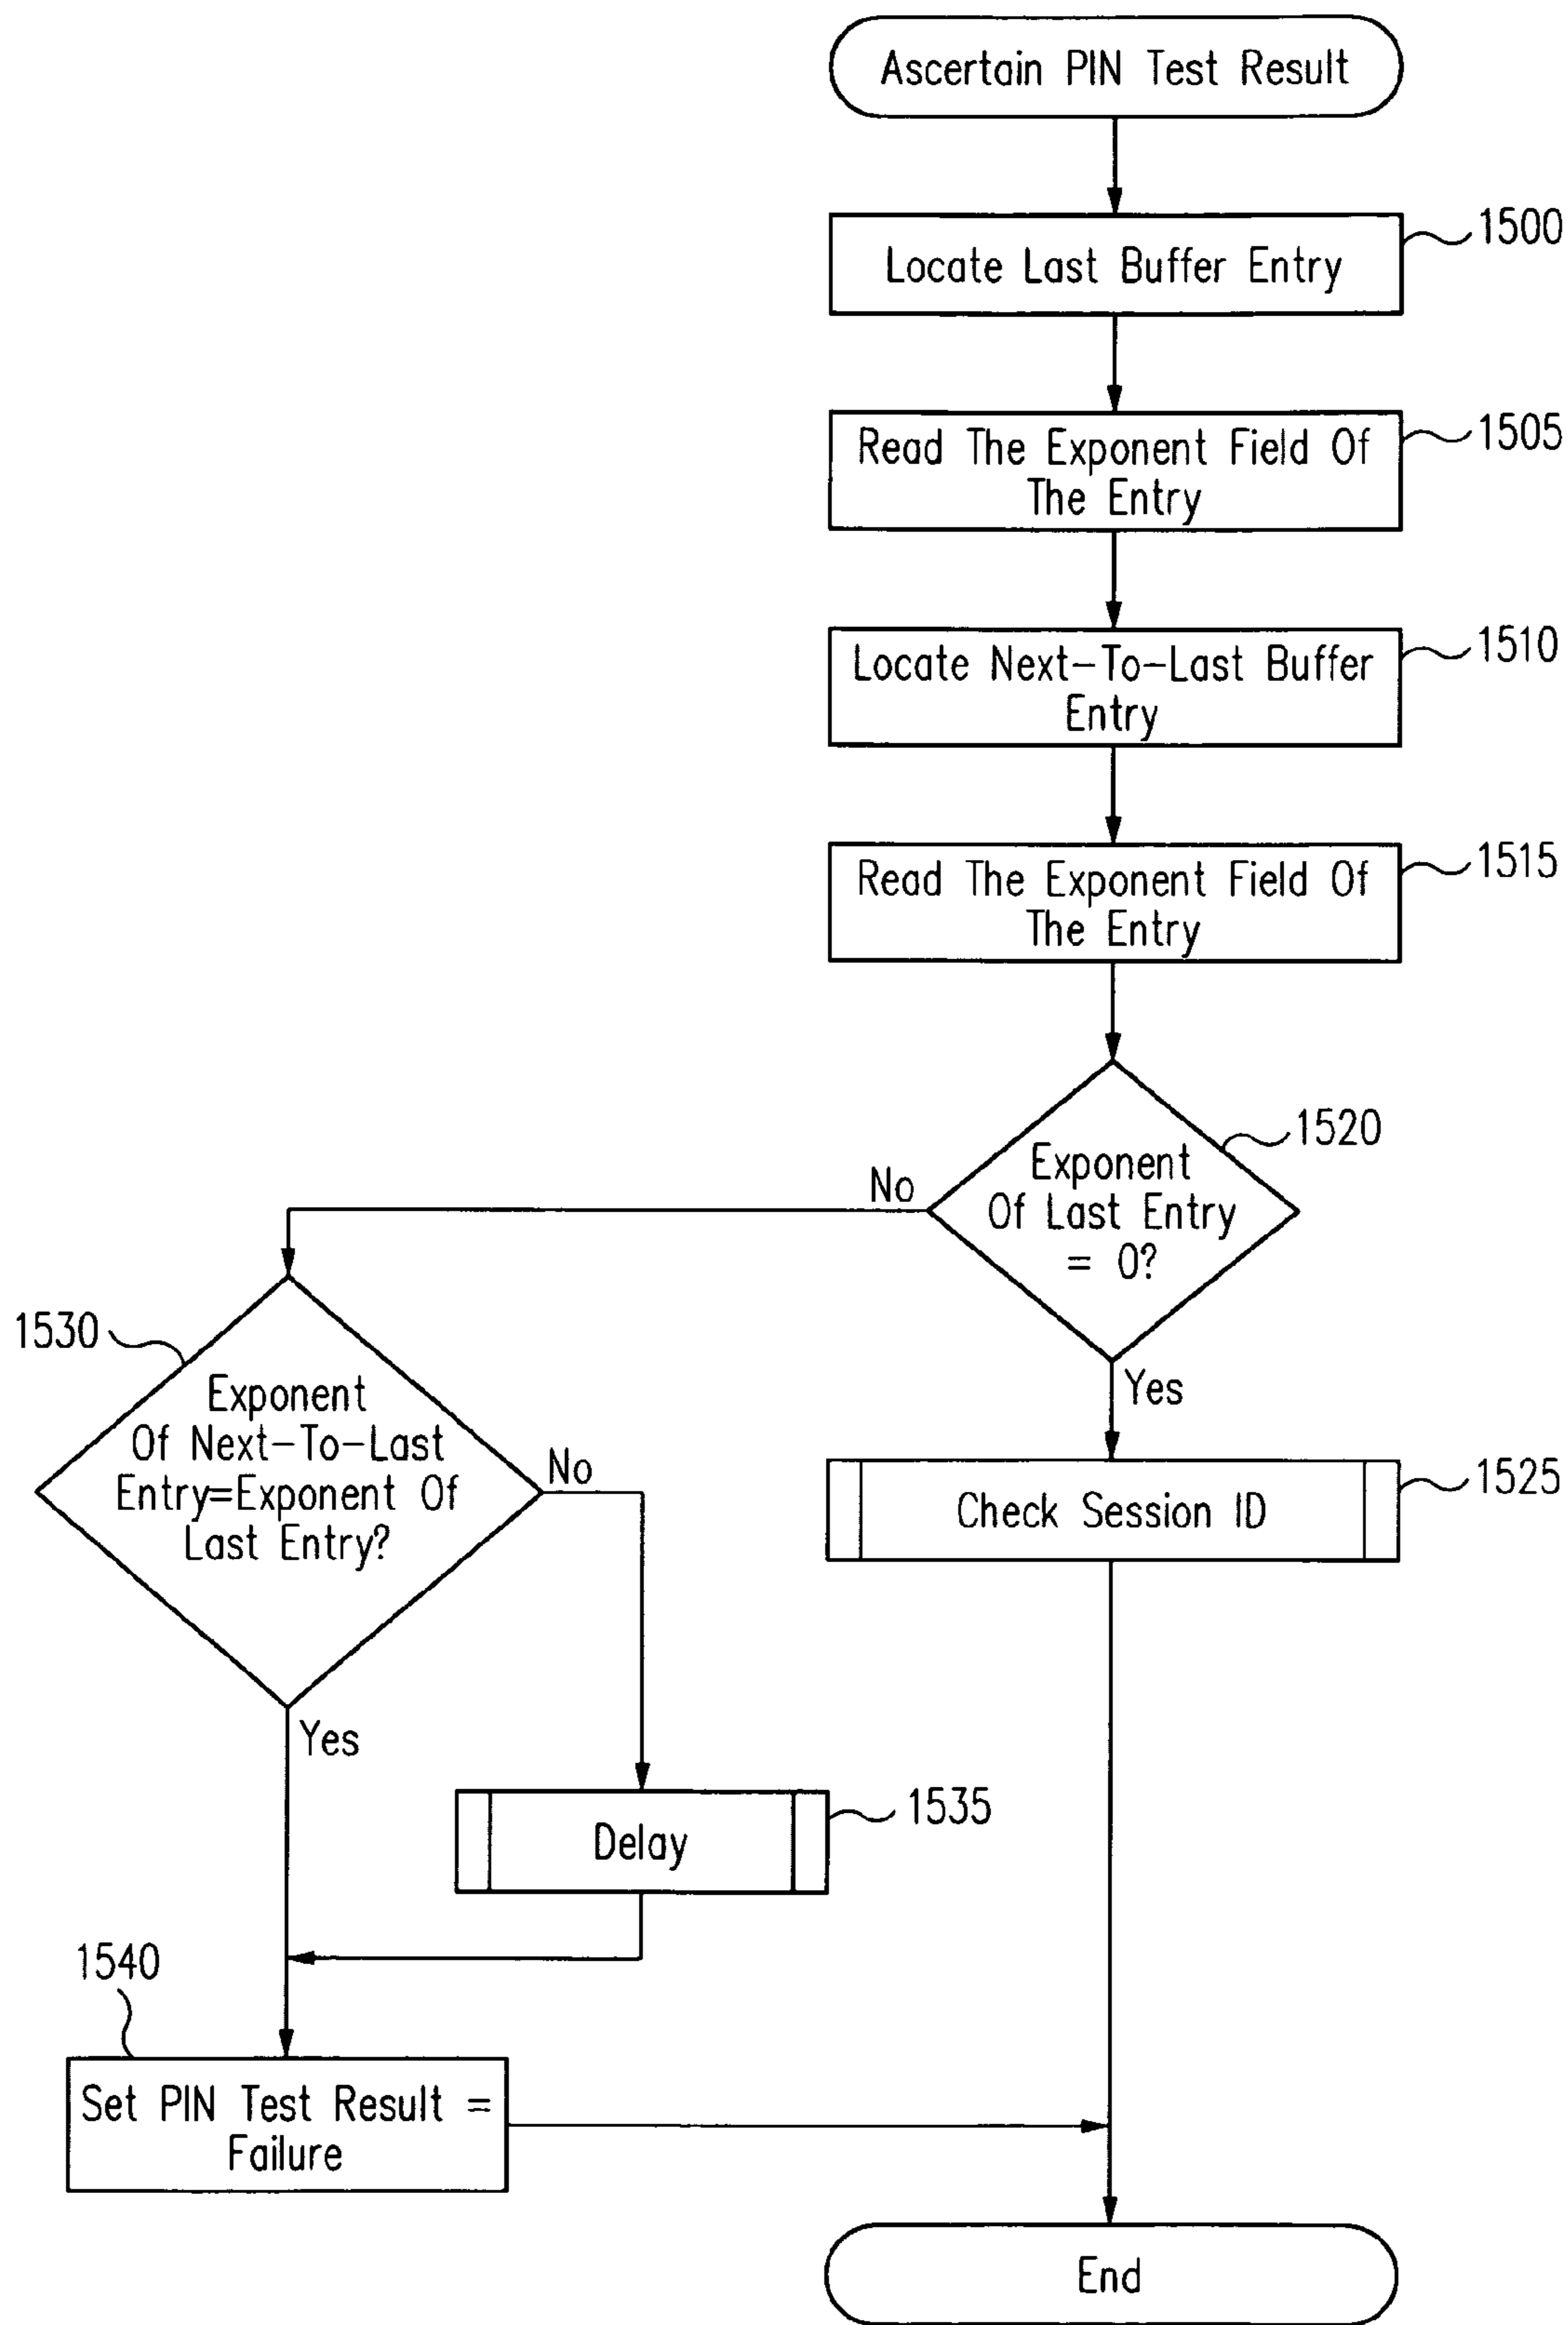 Ascertain PIN Test Result
1500
Locate Last Buffer Entry
1505
Read The Exponent Field Of
The Entry
1510
Locate Next-To-Last Buffer
Entry
1515
Read The Exponent Field Of
The Entry
1520
Exponent
Of Last Entry
= 0?
No
Yes
1530
Exponent
Of Next-To-Last
Entry=Exponent Of
Last Entry?
No
Yes
1525
Check Session ID
1535
Delay
1540
Set PIN Test Result =
Failure
End